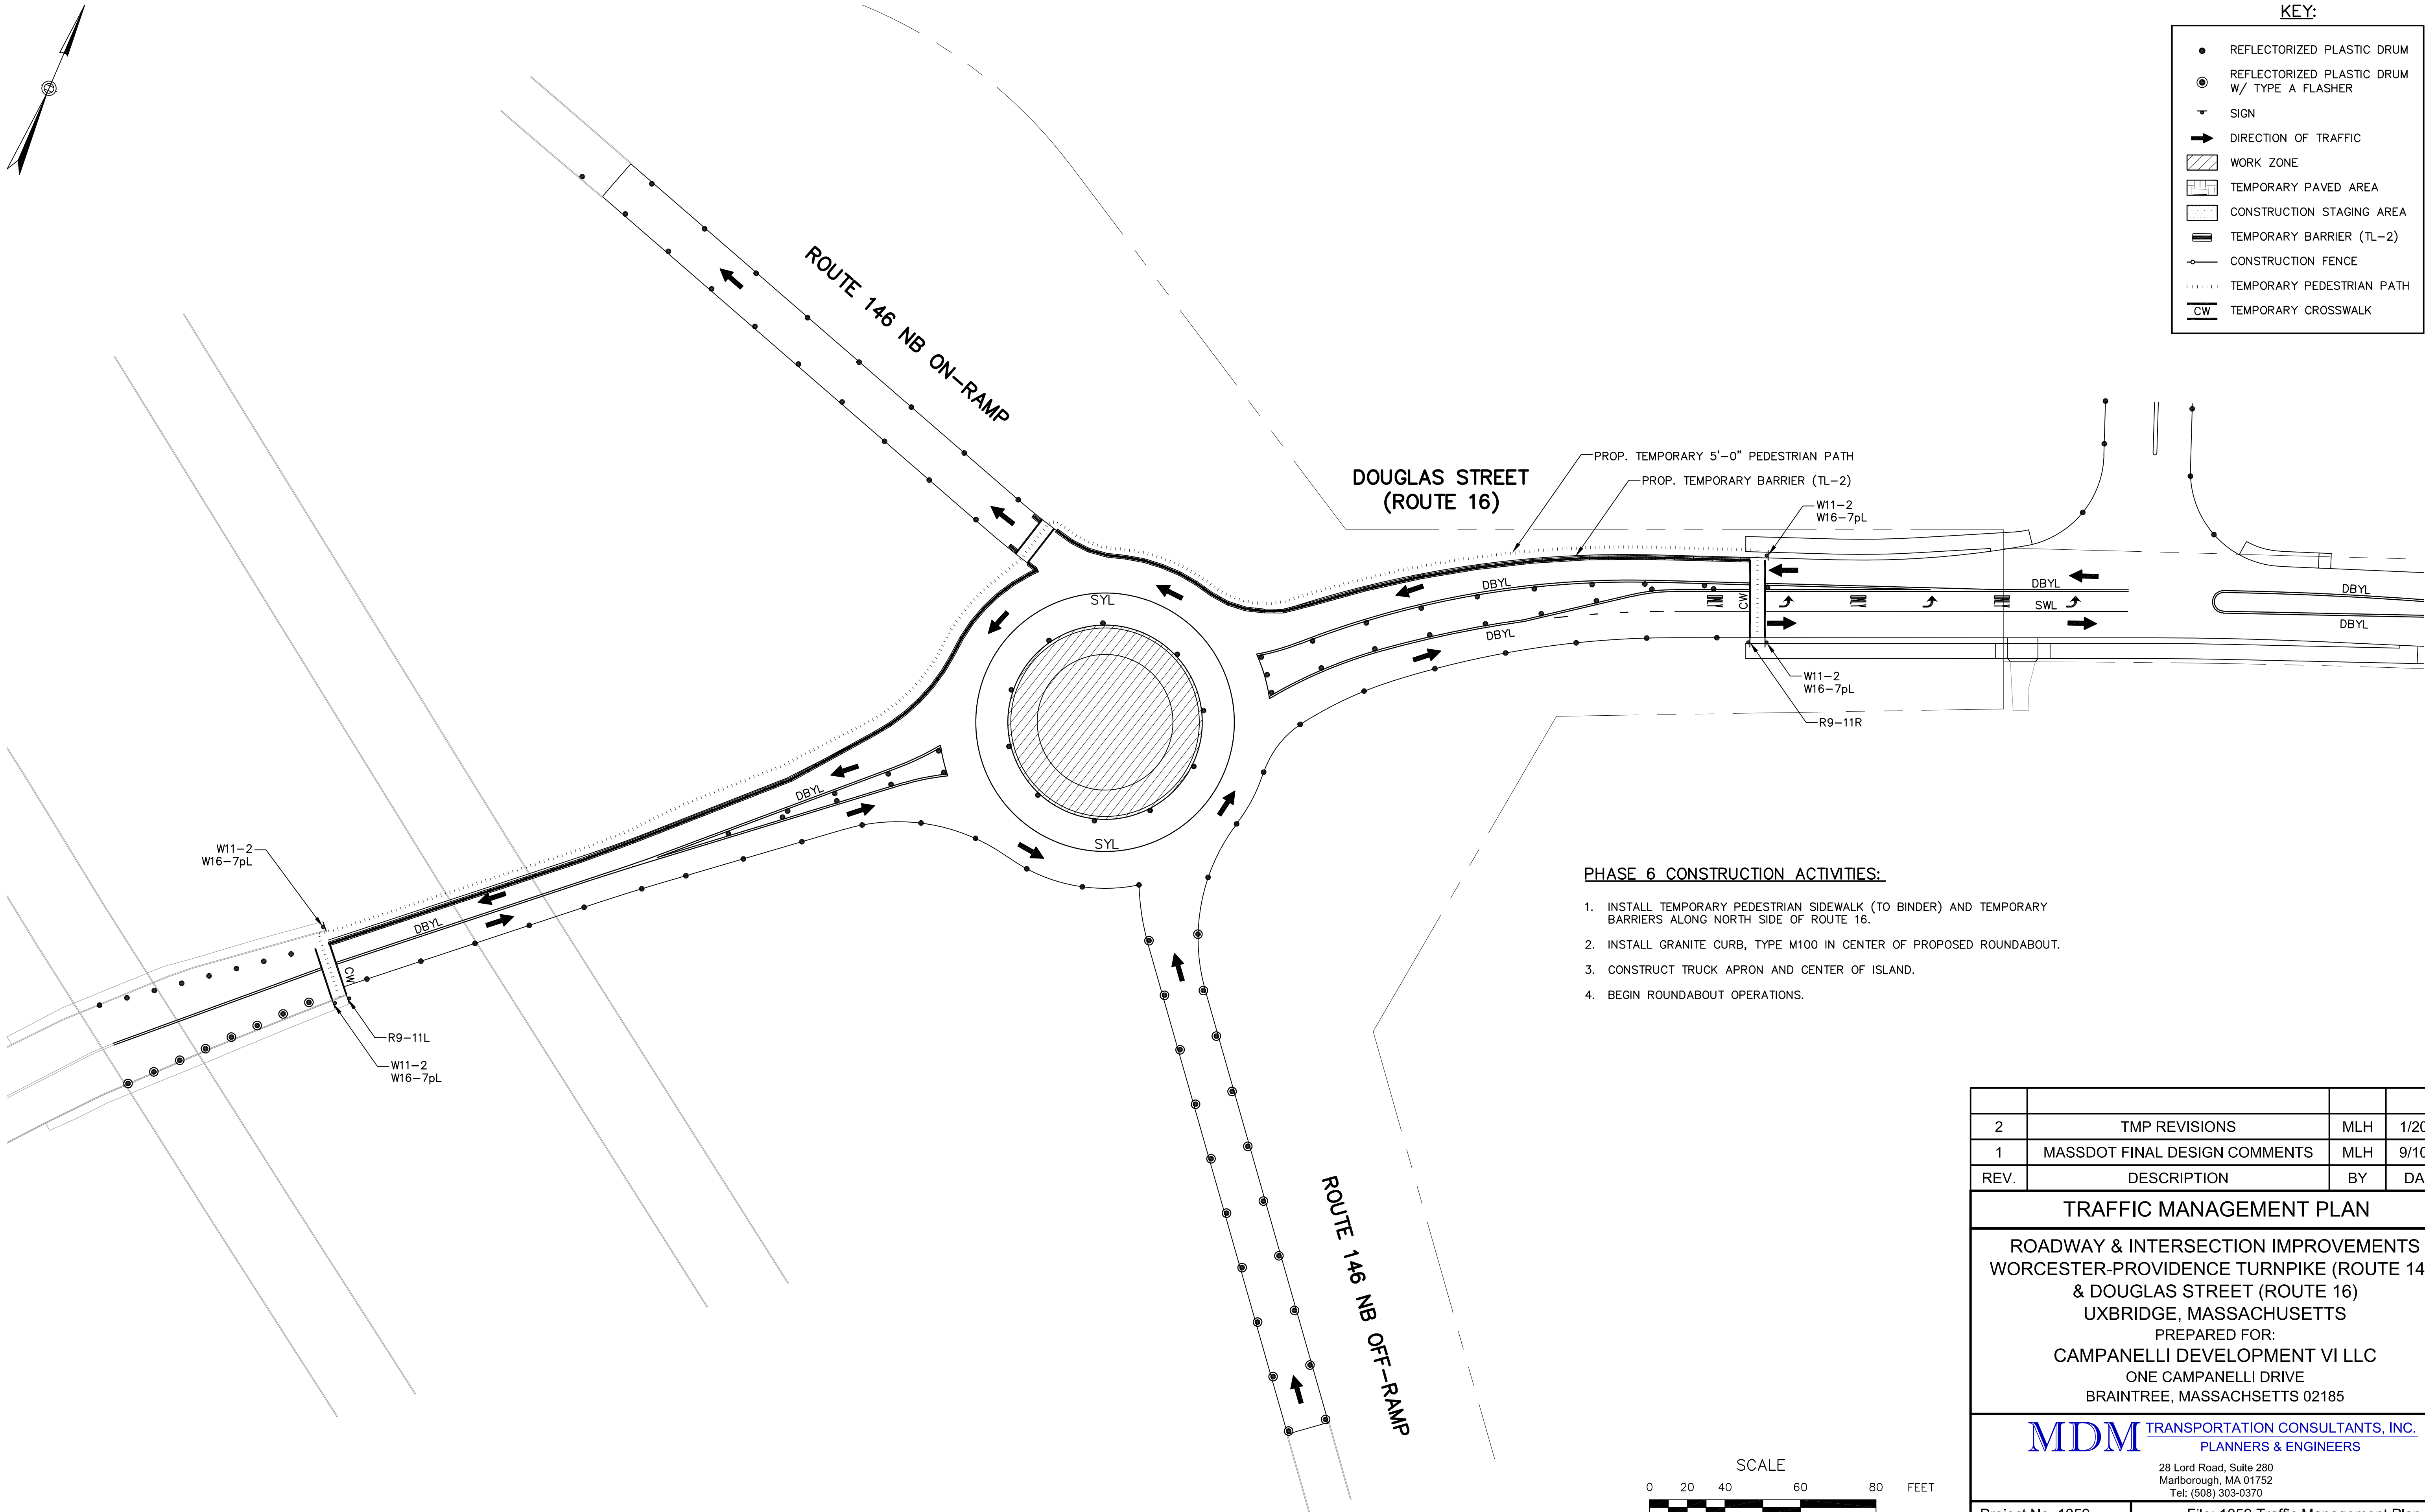 KEY:
REFLECTORIZED PLASTIC DRUM
REFLECTORIZED PLASTIC DRUM
W/ TYPE A FLASHER
SIGN
DIRECTION OF TRAFFIC
WORK ZONE
TEMPORARY PAVED AREA
CONSTRUCTION STAGING AREA
TEMPORARY BARRIER (TL-2)
CONSTRUCTION FENCE
TEMPORARY PEDESTRIAN PATH
CW TEMPORARY CROSSWALK
ROUTE 146 NB ON-RAMP
DOUGLAS STREET
(ROUTE 16)
PROP. TEMPORARY 5'-0" PEDESTRIAN PATH
PROP. TEMPORARY BARRIER (TL-2)
W11-2
W16-7pL
DBYL
DBYL
CW
DBYL
SWL
DBYL
DBYL
W11-2
W16-7pL
R9-11R
SYL
SYL
DBYL
DBYL
W11-2
W16-7pL
CW
R9-11L
W11-2
W16-7pL
ROUTE 146 NB OFF-RAMP
PHASE 6 CONSTRUCTION ACTIVITIES:
1. INSTALL TEMPORARY PEDESTRIAN SIDEWALK (TO BINDER) AND TEMPORARY
BARRIERS ALONG NORTH SIDE OF ROUTE 16.
2. INSTALL GRANITE CURB, TYPE M100 IN CENTER OF PROPOSED ROUNDABOUT.
3. CONSTRUCT TRUCK APRON AND CENTER OF ISLAND.
4. BEGIN ROUNDABOUT OPERATIONS.
2 TMP REVISIONS MLH 1/20
1 MASSDOT FINAL DESIGN COMMENTS MLH 9/10
REV. DESCRIPTION BY DA
TRAFFIC MANAGEMENT PLAN
ROADWAY & INTERSECTION IMPROVEMENTS
WORCESTER-PROVIDENCE TURNPIKE (ROUTE 14
& DOUGLAS STREET (ROUTE 16)
UXBRIDGE, MASSACHUSETTS
PREPARED FOR:
CAMPANELLI DEVELOPMENT VI LLC
ONE CAMPANELLI DRIVE
BRAINTREE, MASSACHSETTS 02185
MDM TRANSPORTATION CONSULTANTS, INC.
PLANNERS & ENGINEERS
28 Lord Road, Suite 280
Marlborough, MA 01752
Tel: (508) 303-0370
SCALE
0 20 40 60 80 FEET